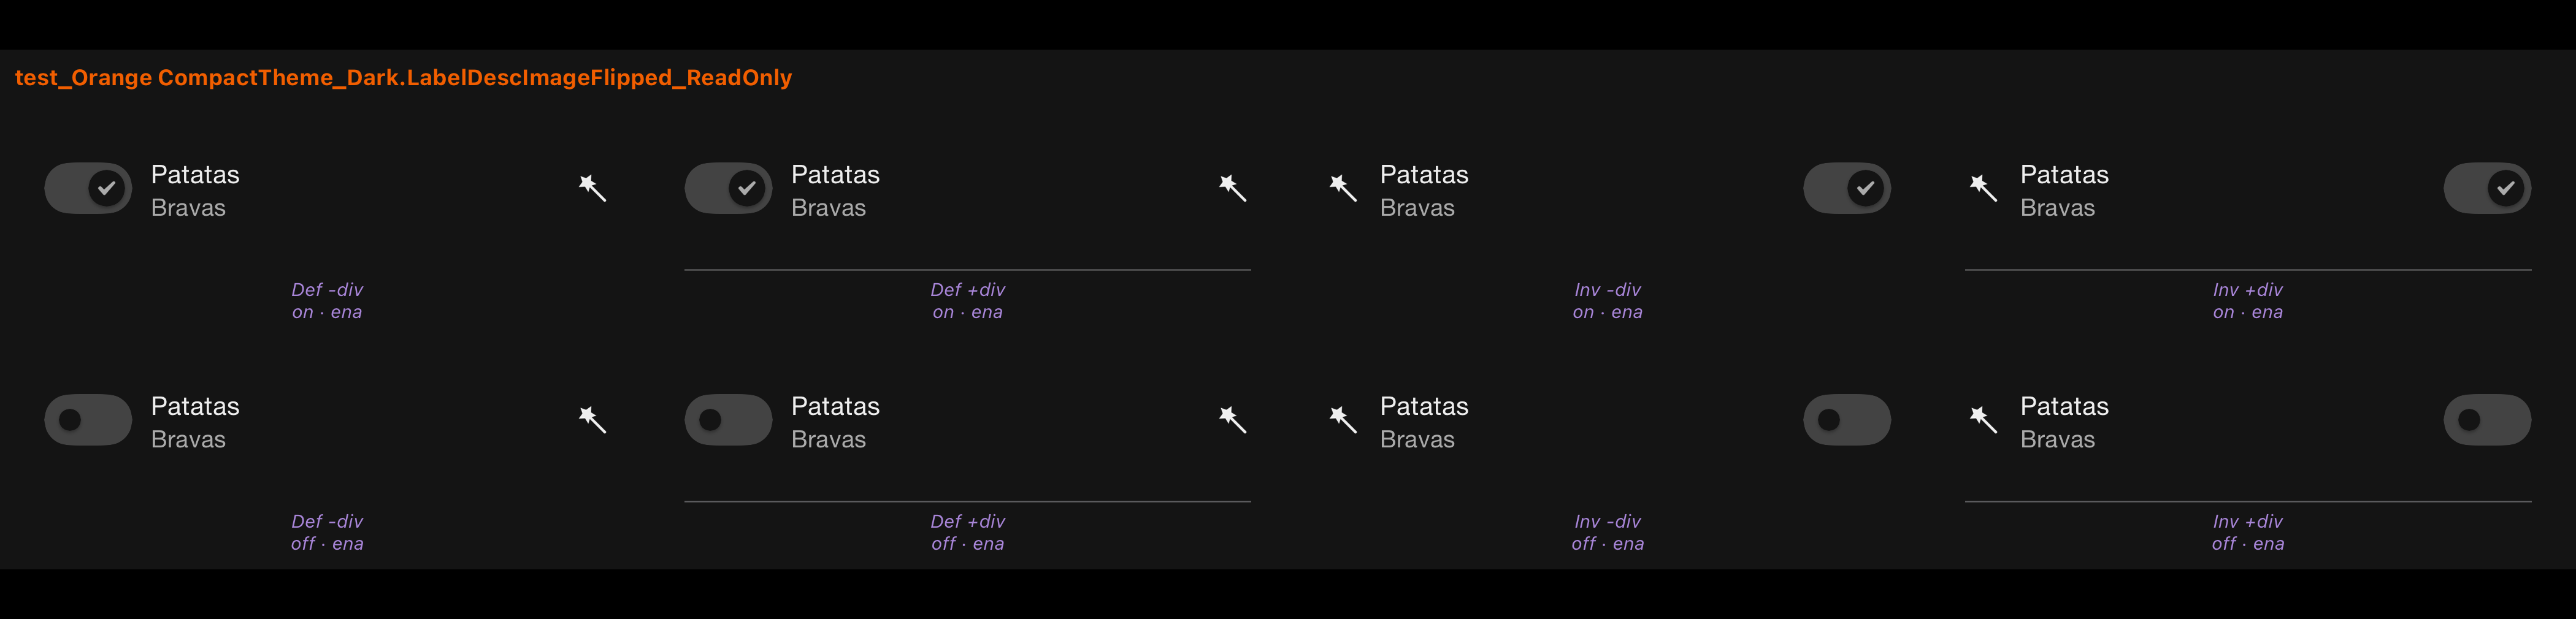 test_Orange CompactTheme_Dark.LabelDescImageFlipped_ReadOnly
Patatas
Bravas
Def -div
on · ena
Patatas
Bravas
Def +div
on · ena
Patatas
Bravas
Inv -div
on · ena
Patatas
Bravas
Inv +div
on · ena
Patatas
Bravas
Def -div
off · ena
Patatas
Bravas
Def +div
off · ena
Patatas
Bravas
Inv -div
off · ena
Patatas
Bravas
Inv +div
off · ena